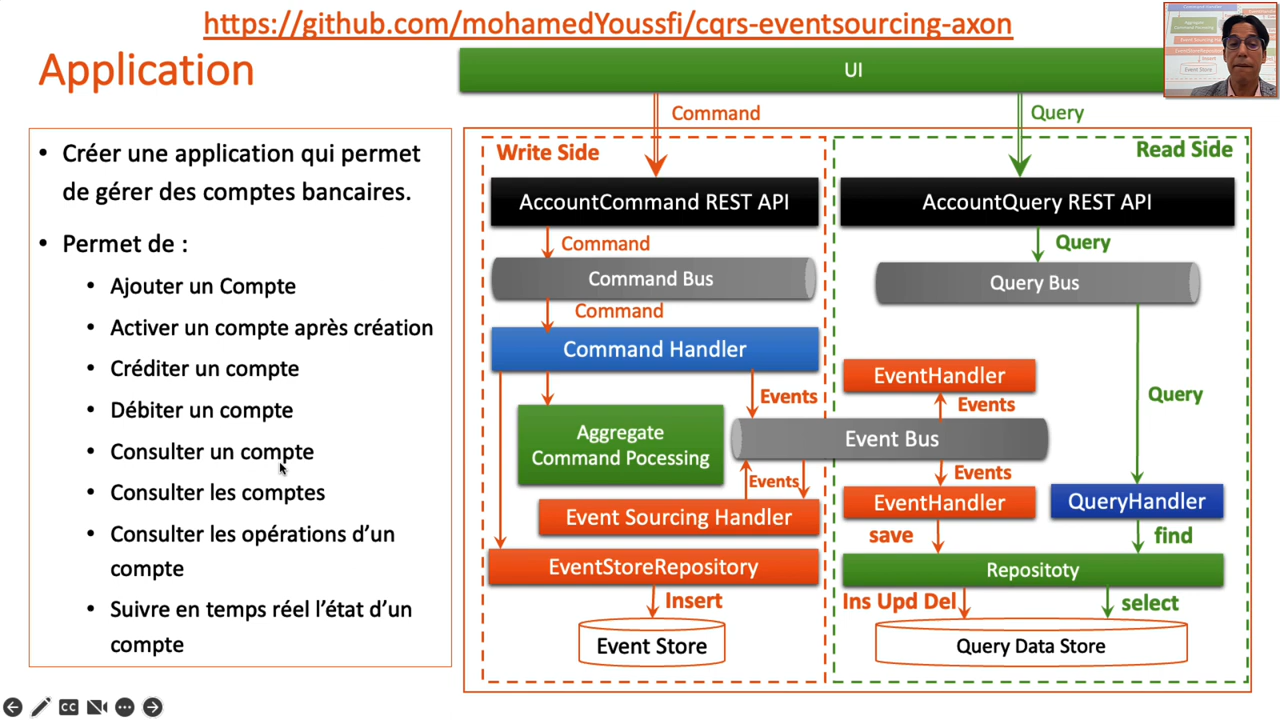 https://github.com/mohamedYoussfi/cqrs-eventsourcing-axon
Application
• Créer une application qui permet
de gérer des comptes bancaires.
• Permet de :
• Ajouter un Compte
• Activer un compte après création
• Créditer un compte
• Débiter un compte
• Consulter un compte
• Consulter les comptes
• Consulter les opérations d'un
compte
• Suivre en temps réel l'état d'un
compte
UI
Command
Query
Write Side
Read Side
AccountCommand REST API
AccountQuery REST API
Command
Query
Command Bus
Query Bus
Command
Command Handler
EventHandler
Events
Events
Query
Aggregate
Command Pocessing
Event Bus
Events
Events
Event Sourcing Handler
EventHandler
QueryHandler
save
find
EventStoreRepository
Repositoty
Insert
Ins Upd Del
select
Event Store
Query Data Store
CC